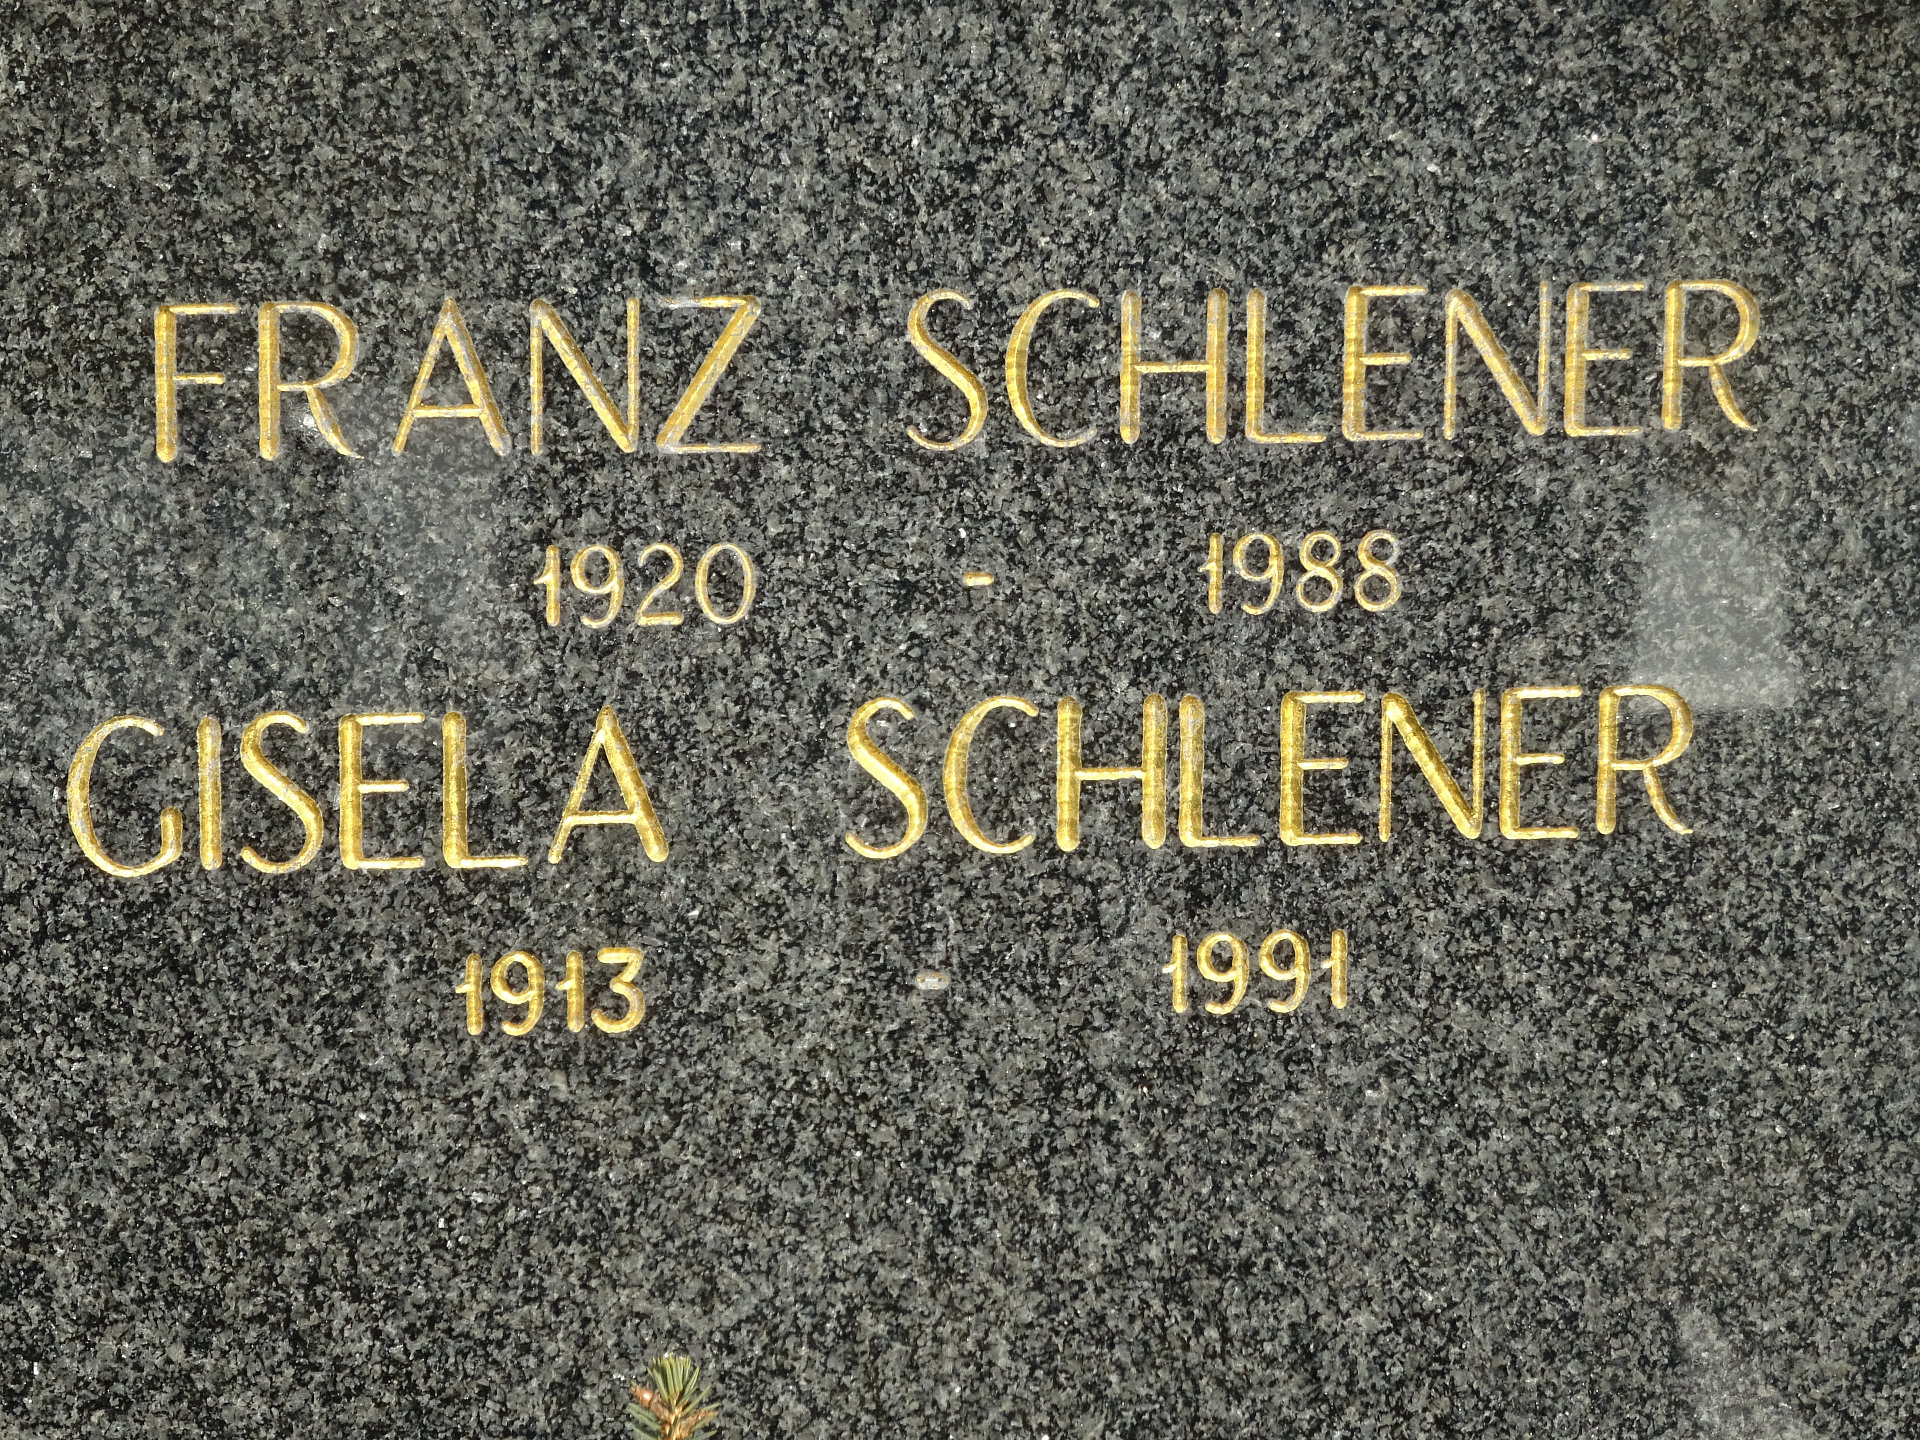 FRANZ SCHLENER
1920 - 1988
GISELA SCHLENER
1913 - 1991